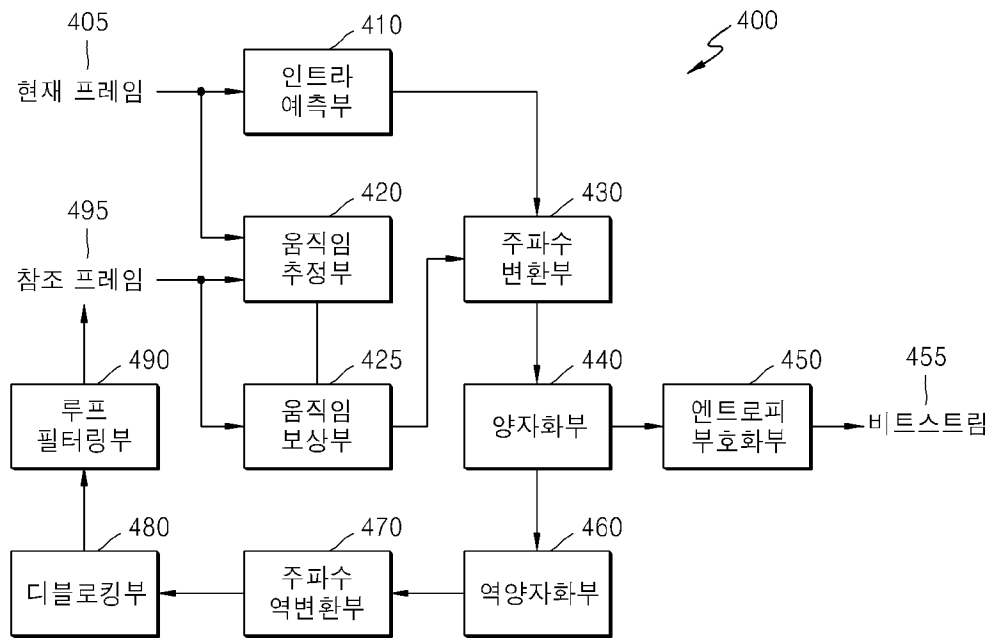 405
현재 프레임
410
인트라
예측부
400
495
참조 프레임
420
움직임
추정부
430
주파수
변환부
490
루프
필터링부
425
움직임
보상부
440
양자화부
450
엔트로피
부호화부
455
비트스트림
480
디블로킹부
470
주파수
역변환부
460
역양자화부